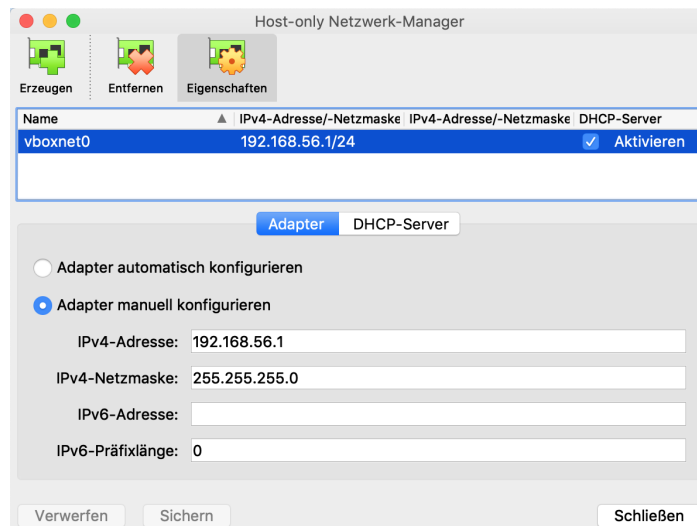 Host-only Netzwerk-Manager
Erzeugen Entfernen Eigenschaften
Name IPv4-Adresse/-Netzmaske IPv4-Adresse/-Netzmaske DHCP-Server
vboxnet0 192.168.56.1/24 Aktivieren
Adapter DHCP-Server
Adapter automatisch konfigurieren
Adapter manuell konfigurieren
IPv4-Adresse: 192.168.56.1
IPv4-Netzmaske: 255.255.255.0
IPv6-Adresse:
IPv6-Präfixlänge: 0
Verwerfen Sichern Schließen